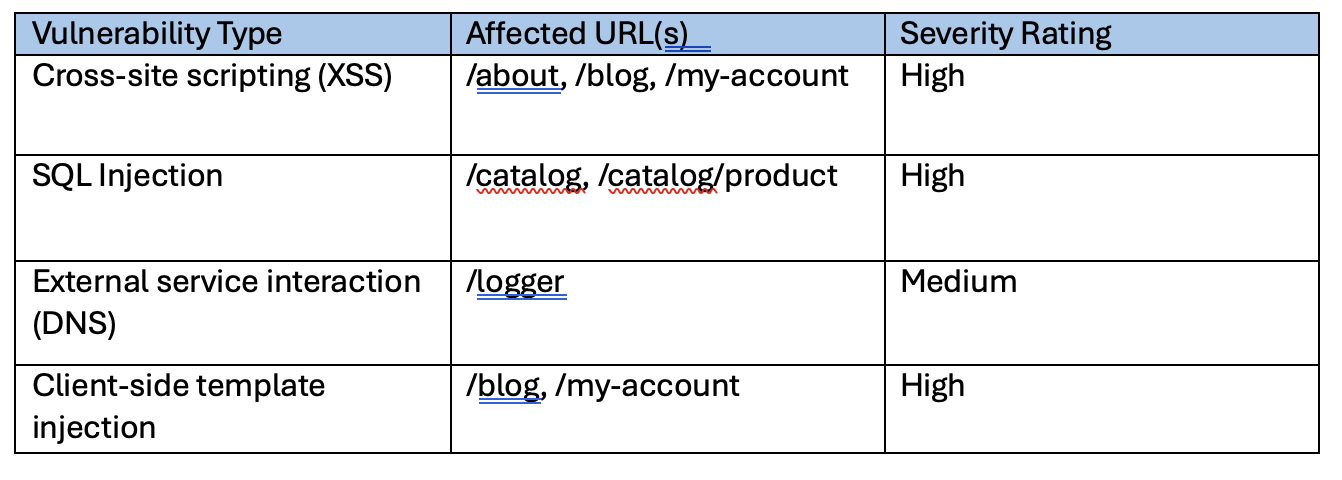 Vulnerability Type Affected URL(s) Severity Rating
Cross-site scripting (XSS) /about, /blog, /my-account High
SQL Injection /catalog, /catalog/product High
External service interaction /logger Medium
(DNS)
Client-side template /blog, /my-account High
injection